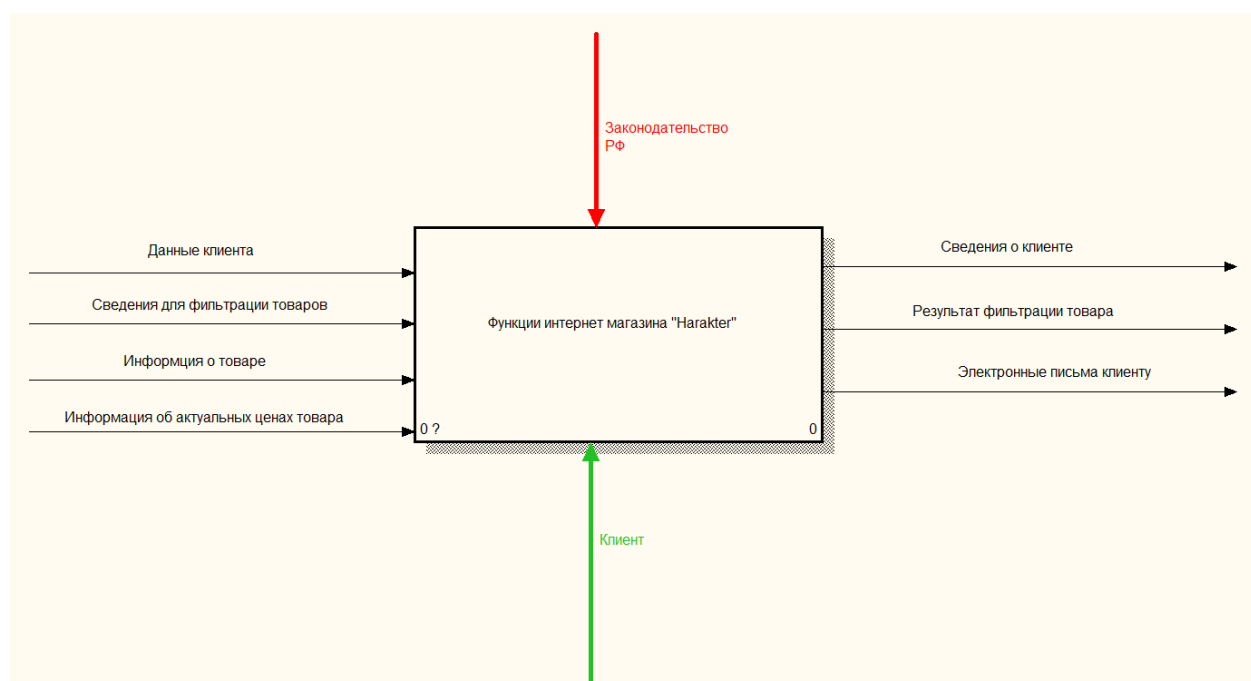 Законодательство
РФ
Данные клиента
Сведения о клиенте
Сведения для фильтрации товаров
Результат фильтрации товара
Функции интернет магазина "Harakter"
Информция о товаре
Электронные письма клиенту
Информация об актуальных ценах товара
0 ?
0
Клиент